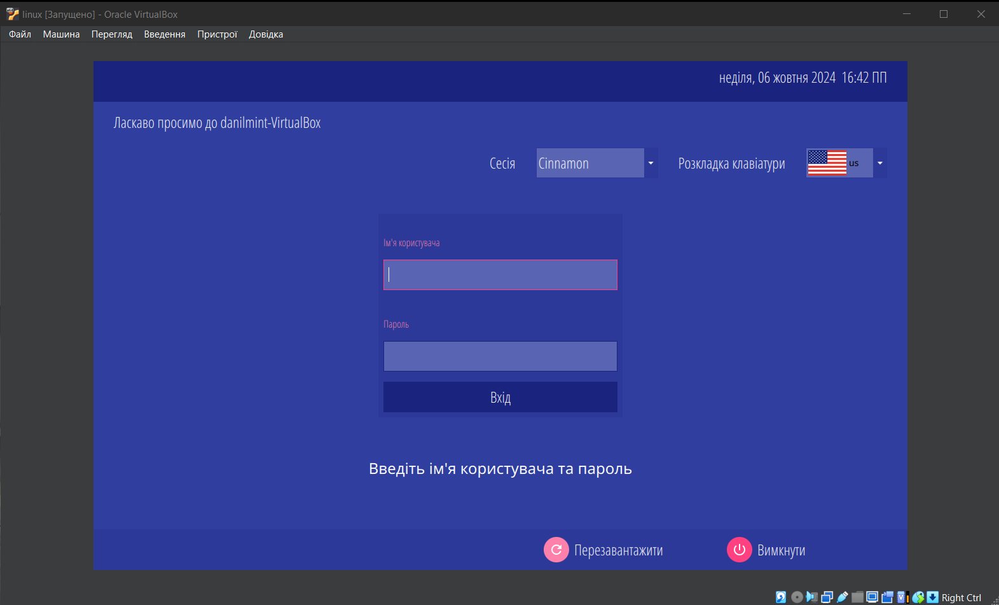 linux [Запущено] - Oracle VirtualBox
Файл Машина Перегляд Введення Пристрої Довідка
неділя, 06 жовтня 2024 16:42 ПП
Ласкаво просимо до danilmint-VirtualBox
Сесія Cinnamon Розкладка клавіатури us
Ім'я користувача
Пароль
Вхід
Введіть ім'я користувача та пароль
Перезавантажити Вимкнути
Right Ctrl